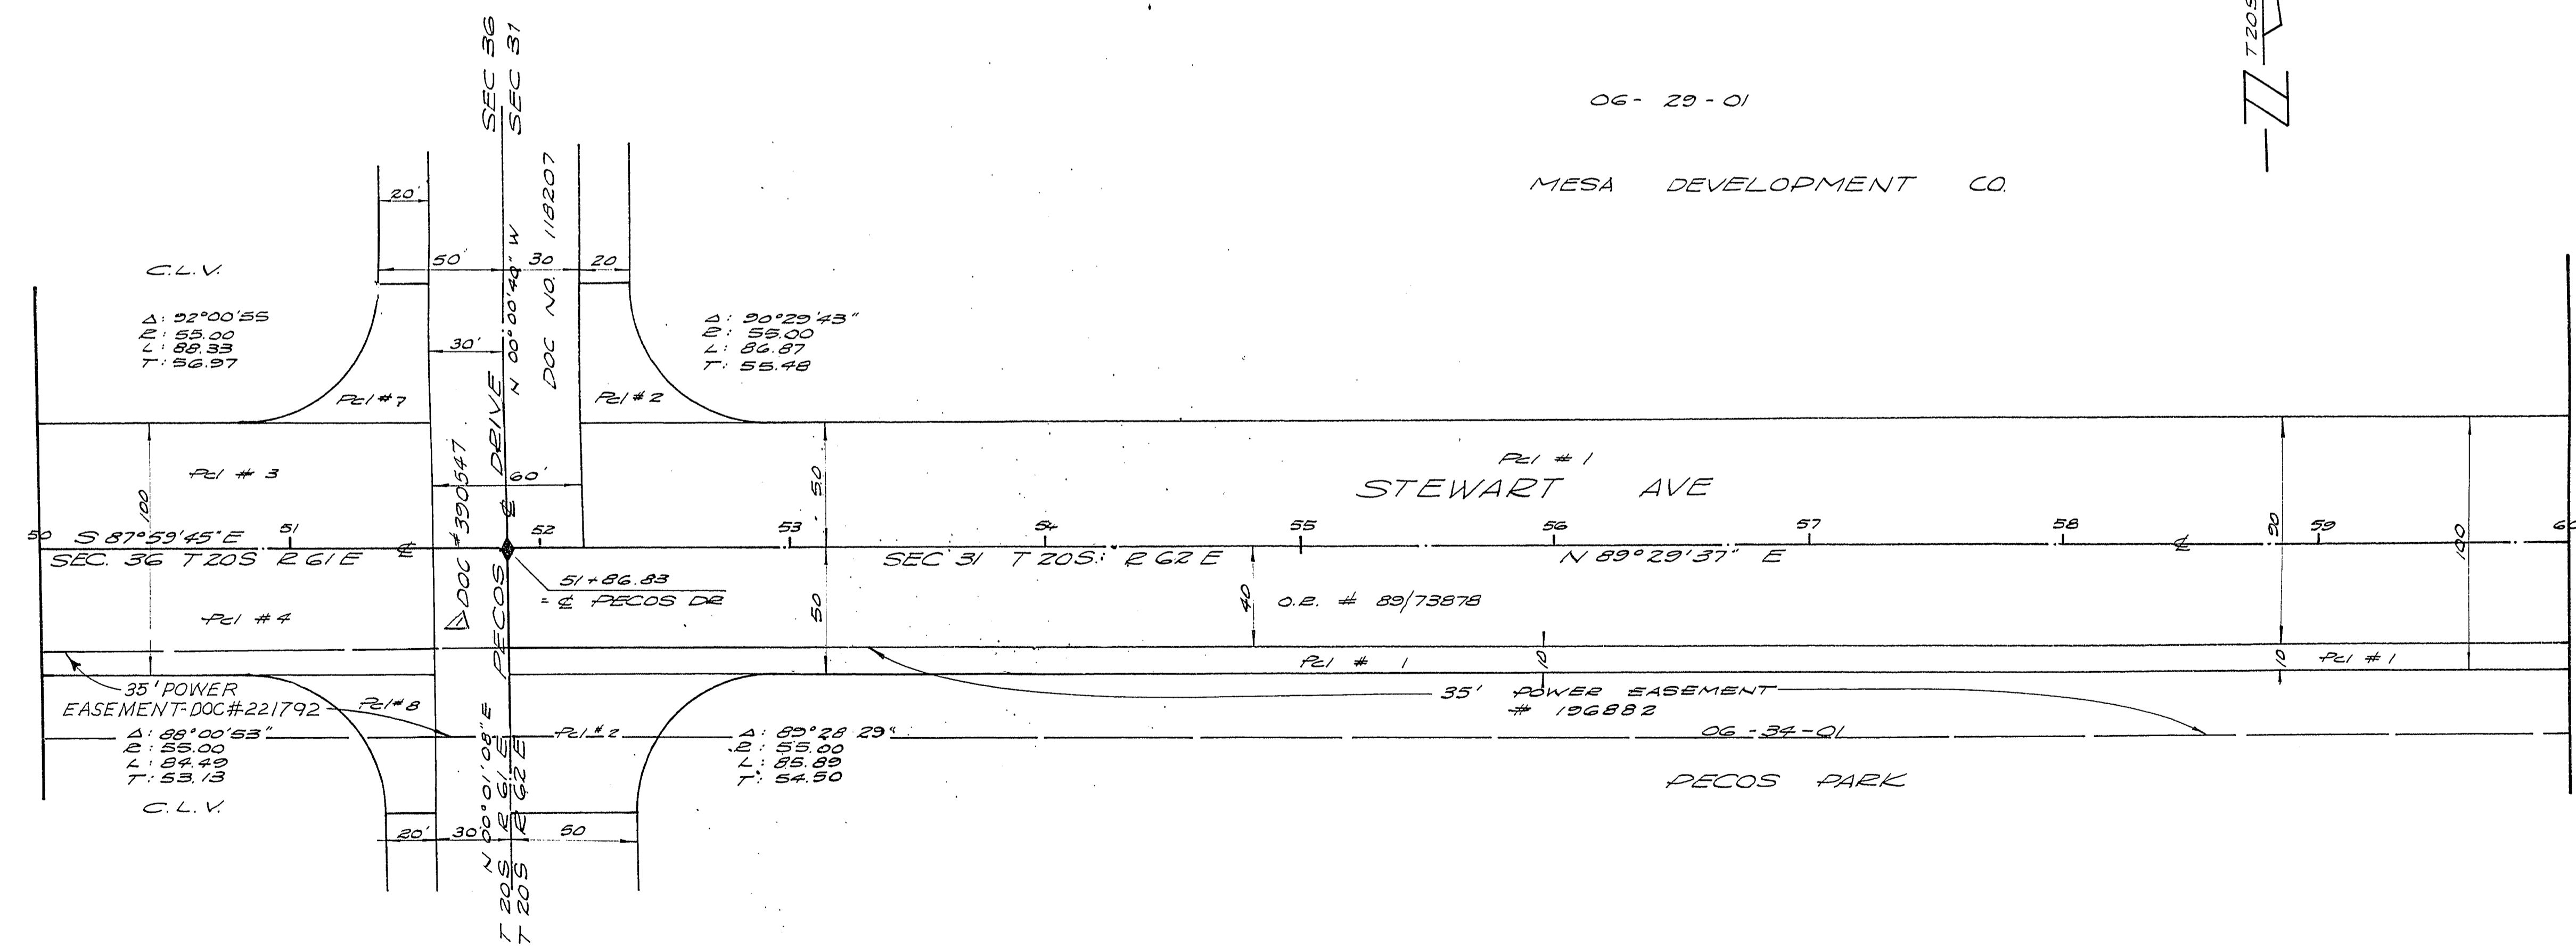 SEC 36
SEC 31
T20S
06- 29-01
MESA DEVELOPMENT CO.
20'
50'
30
20
30'
60'
N 00°00'40" W
DOC NO. 118207
C.L.V.
Δ: 92°00'55
R: 55.00
L: 88.33
T: 56.97
Δ: 90°29'43"
R: 55.00
L: 86.87
T: 55.48
Pcl #7
Pcl #2
DOC #390547
PECOS DRIVE
Pcl # 3
100
50
Pcl # 1
STEWART AVE
90
100
50
51
52
53
54
55
56
57
58
59
60
S 87°59'45" E
SEC. 36 T20S R61E
SEC 31 T20S: R62E
N 89°29'37" E
51+86.83
= ℄ PECOS DR
Pcl #4
50
40
O.R. # 89/73878
Pcl # 1
10
10
Pcl #1
35' POWER
EASEMENT-DOC#221792
Pcl #8
35' POWER EASEMENT
# 196882
Pcl #2
06-34-01
Δ: 88°00'53"
R: 55.00
L: 84.49
T: 53.13
C.L.V.
Δ: 89°28 29"
R: 55.00
L: 85.89
T: 54.50
PECOS PARK
20'
30'
50
N 00°01'08" E
T20S R61E
T20S R62E